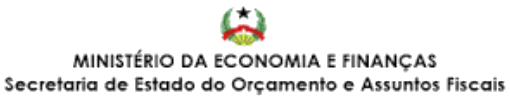 MINISTÉRIO DA ECONOMIA E FINANÇAS
Secretaria de Estado do Orçamento e Assuntos Fiscais